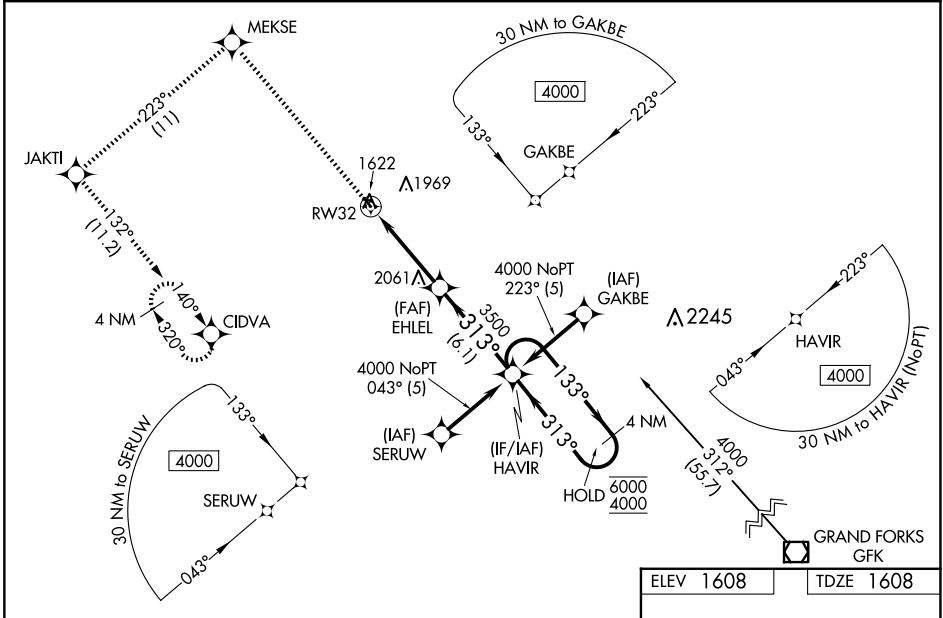 MEKSE
30 NM to GAKBE
4000
133°
223°
GAKBE
223°
(11)
JAKTI
1622
1969
RW32
132°
(11.2)
2061
4000 NoPT
223° (5)
(IAF)
GAKBE
140°
4 NM
320°
CIDVA
(FAF)
EHLEL
3500
313°
(6.1)
2245
223°
HAVIR
043°
4000
30 NM to HAVIR (NoPT)
4000 NoPT
043° (5)
133°
313°
4 NM
(IAF)
SERUW
(IF/IAF)
HAVIR
HOLD
6000
4000
4000
312°
(55.7)
30 NM to SERUW
133°
4000
SERUW
043°
GRAND FORKS
GFK
ELEV 1608
TDZE 1608